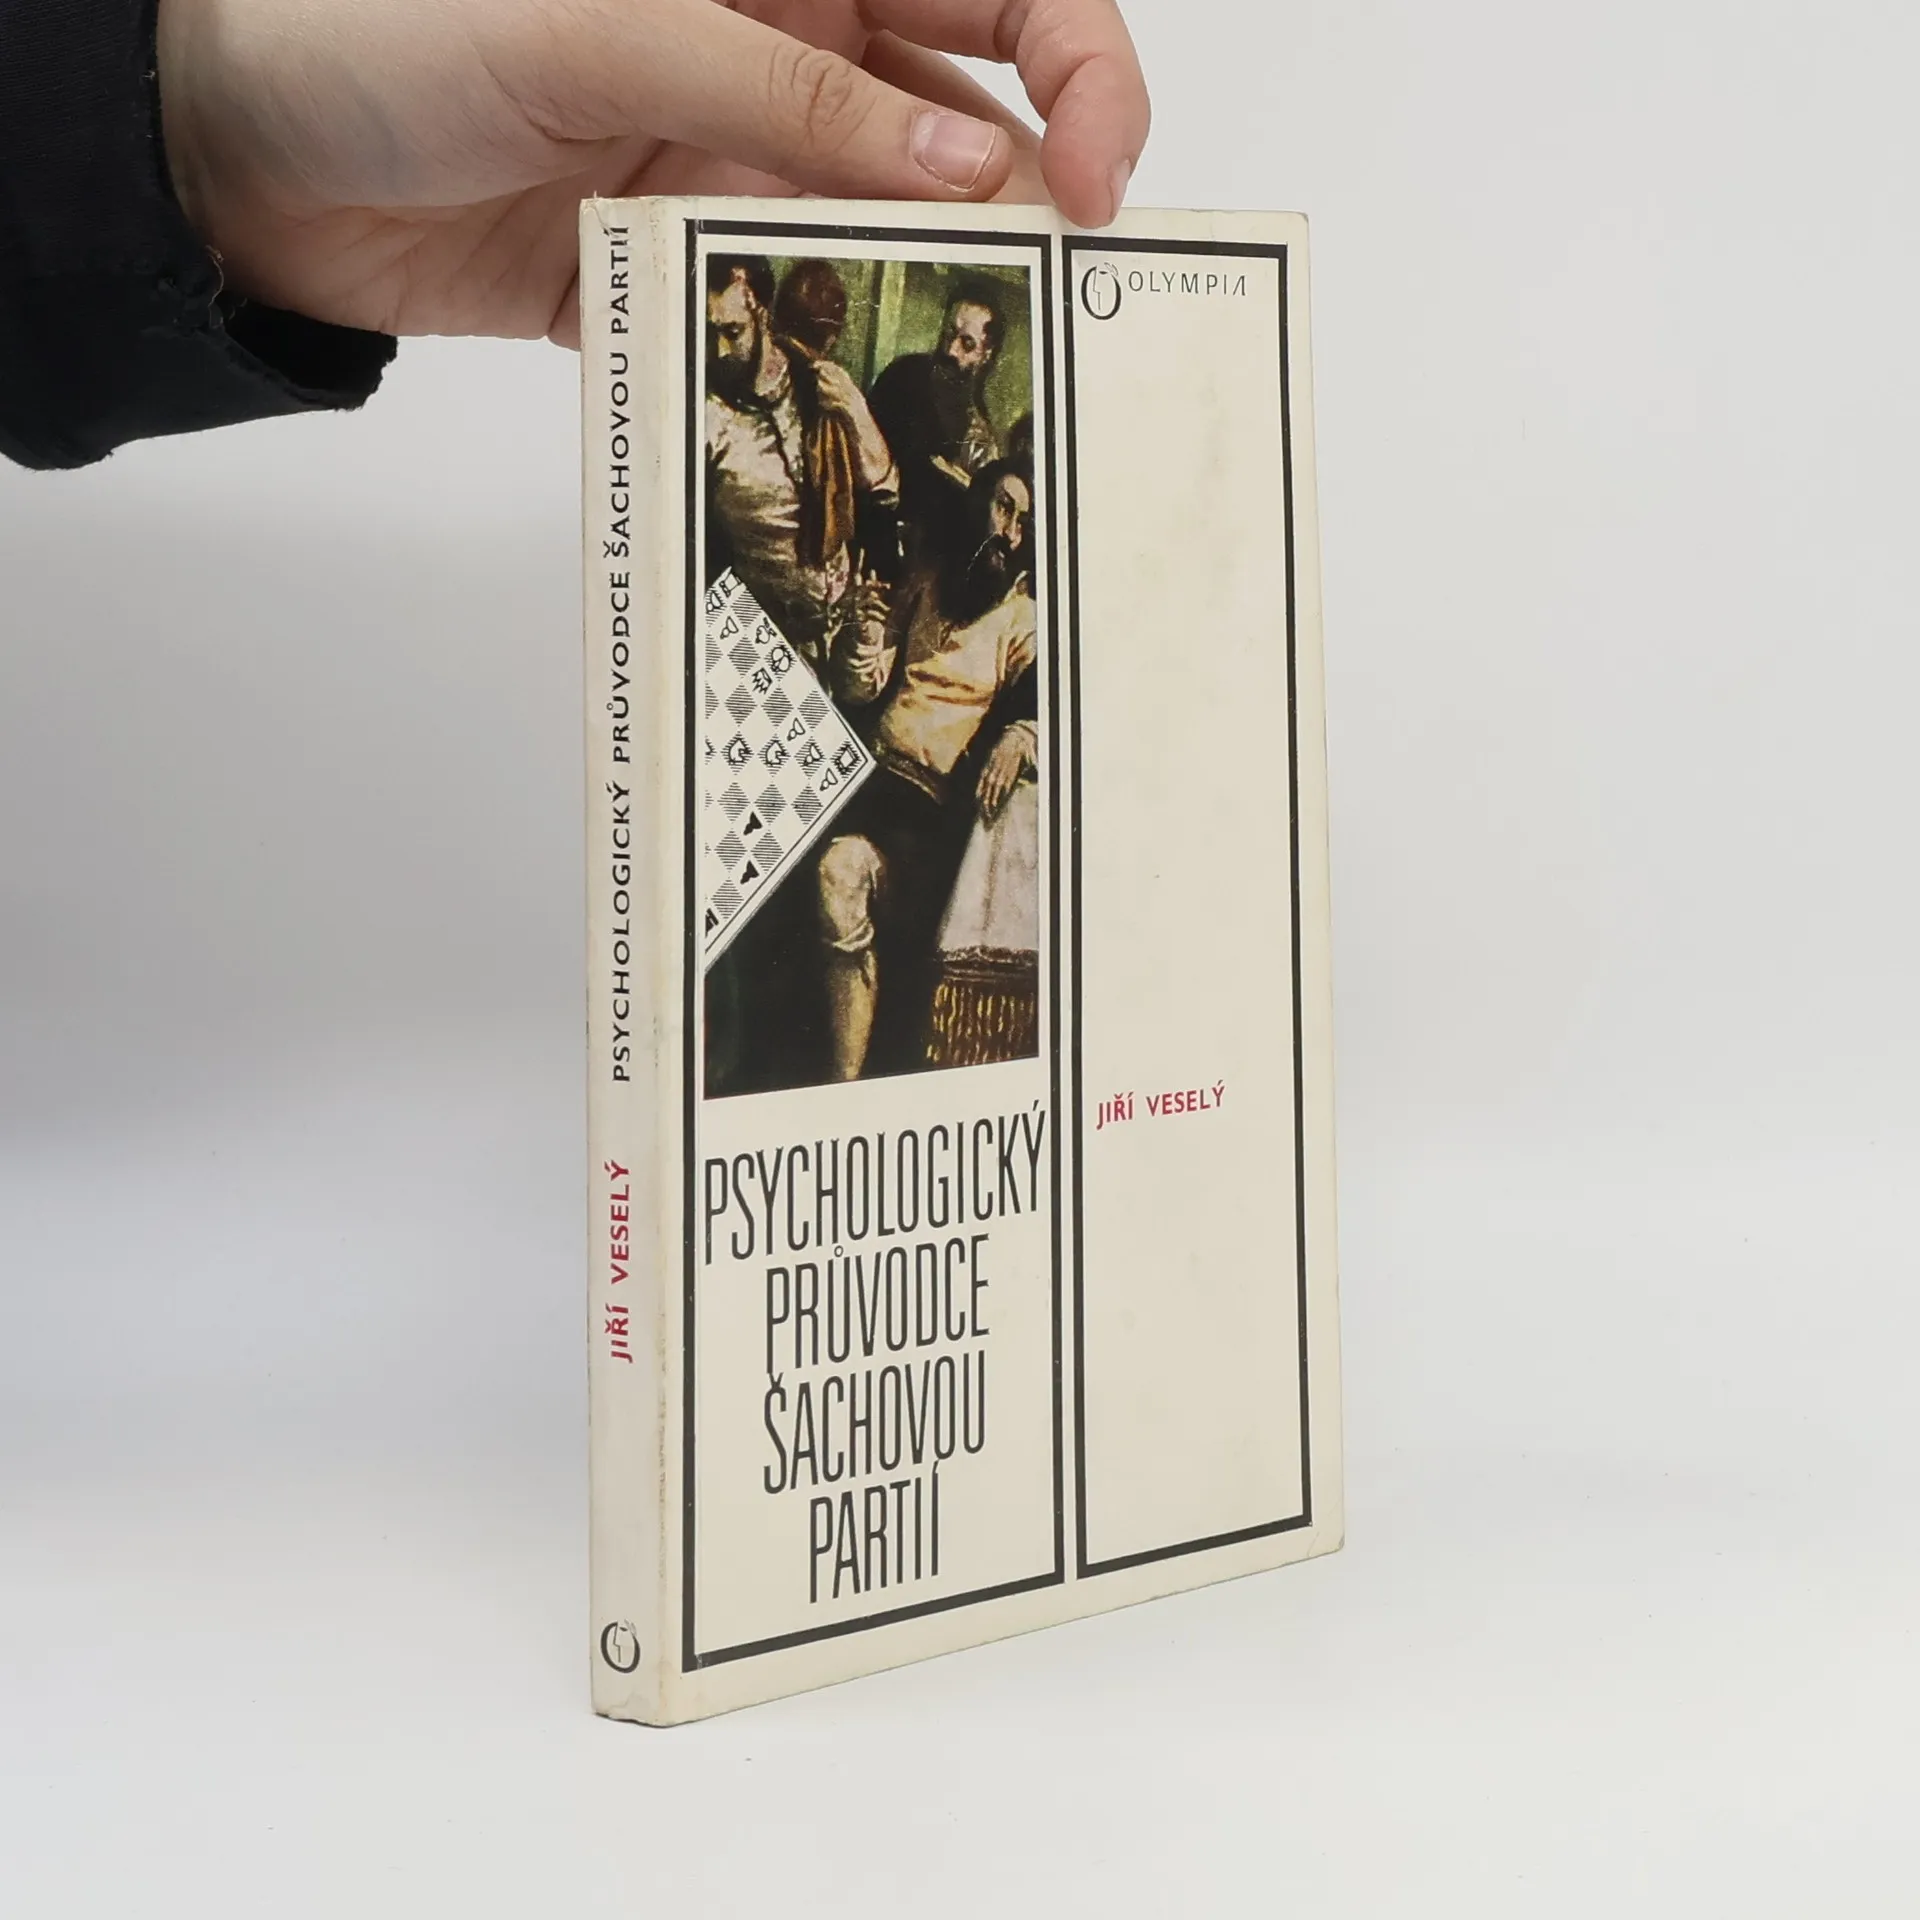 JIŘÍ VESELÝ PSYCHOLOGICKÝ PRŮVODCE ŠACHOVOU PARTIÍ
OLYMPIA
JIŘÍ VESELÝ
PSYCHOLOGICKÝ
PRŮVODCE
ŠACHOVOU
PARTIÍ